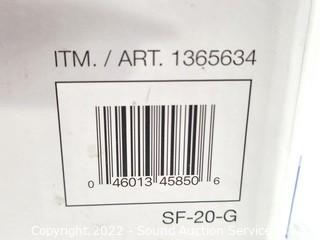 ITM. / ART. 1365634
0 46013 45850 6
SF-20-G
Copyright - 2022 - Sound Auction Service